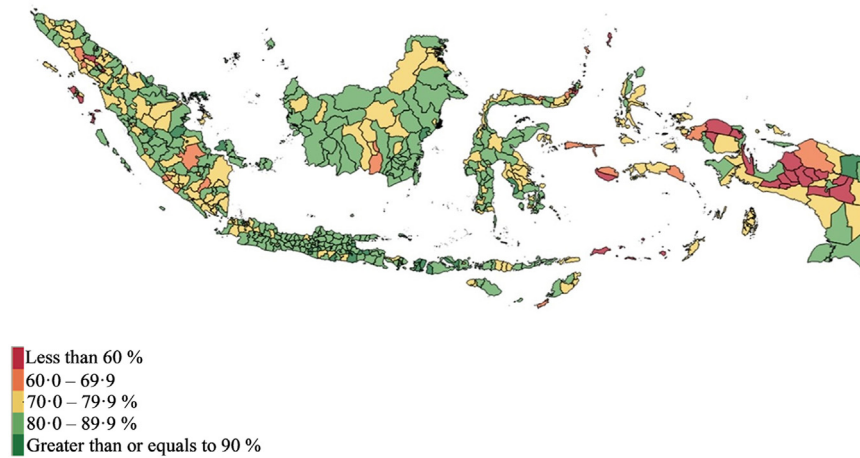 Less than 60 %
60·0 – 69·9
70·0 – 79·9 %
80·0 – 89·9 %
Greater than or equals to 90 %